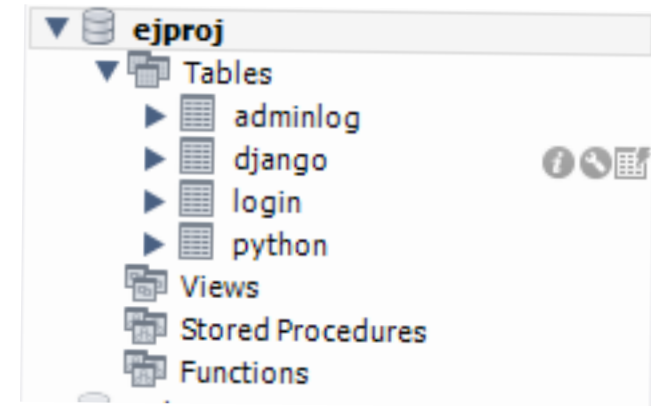 ejproj
Tables
adminlog
django
login
python
Views
Stored Procedures
Functions